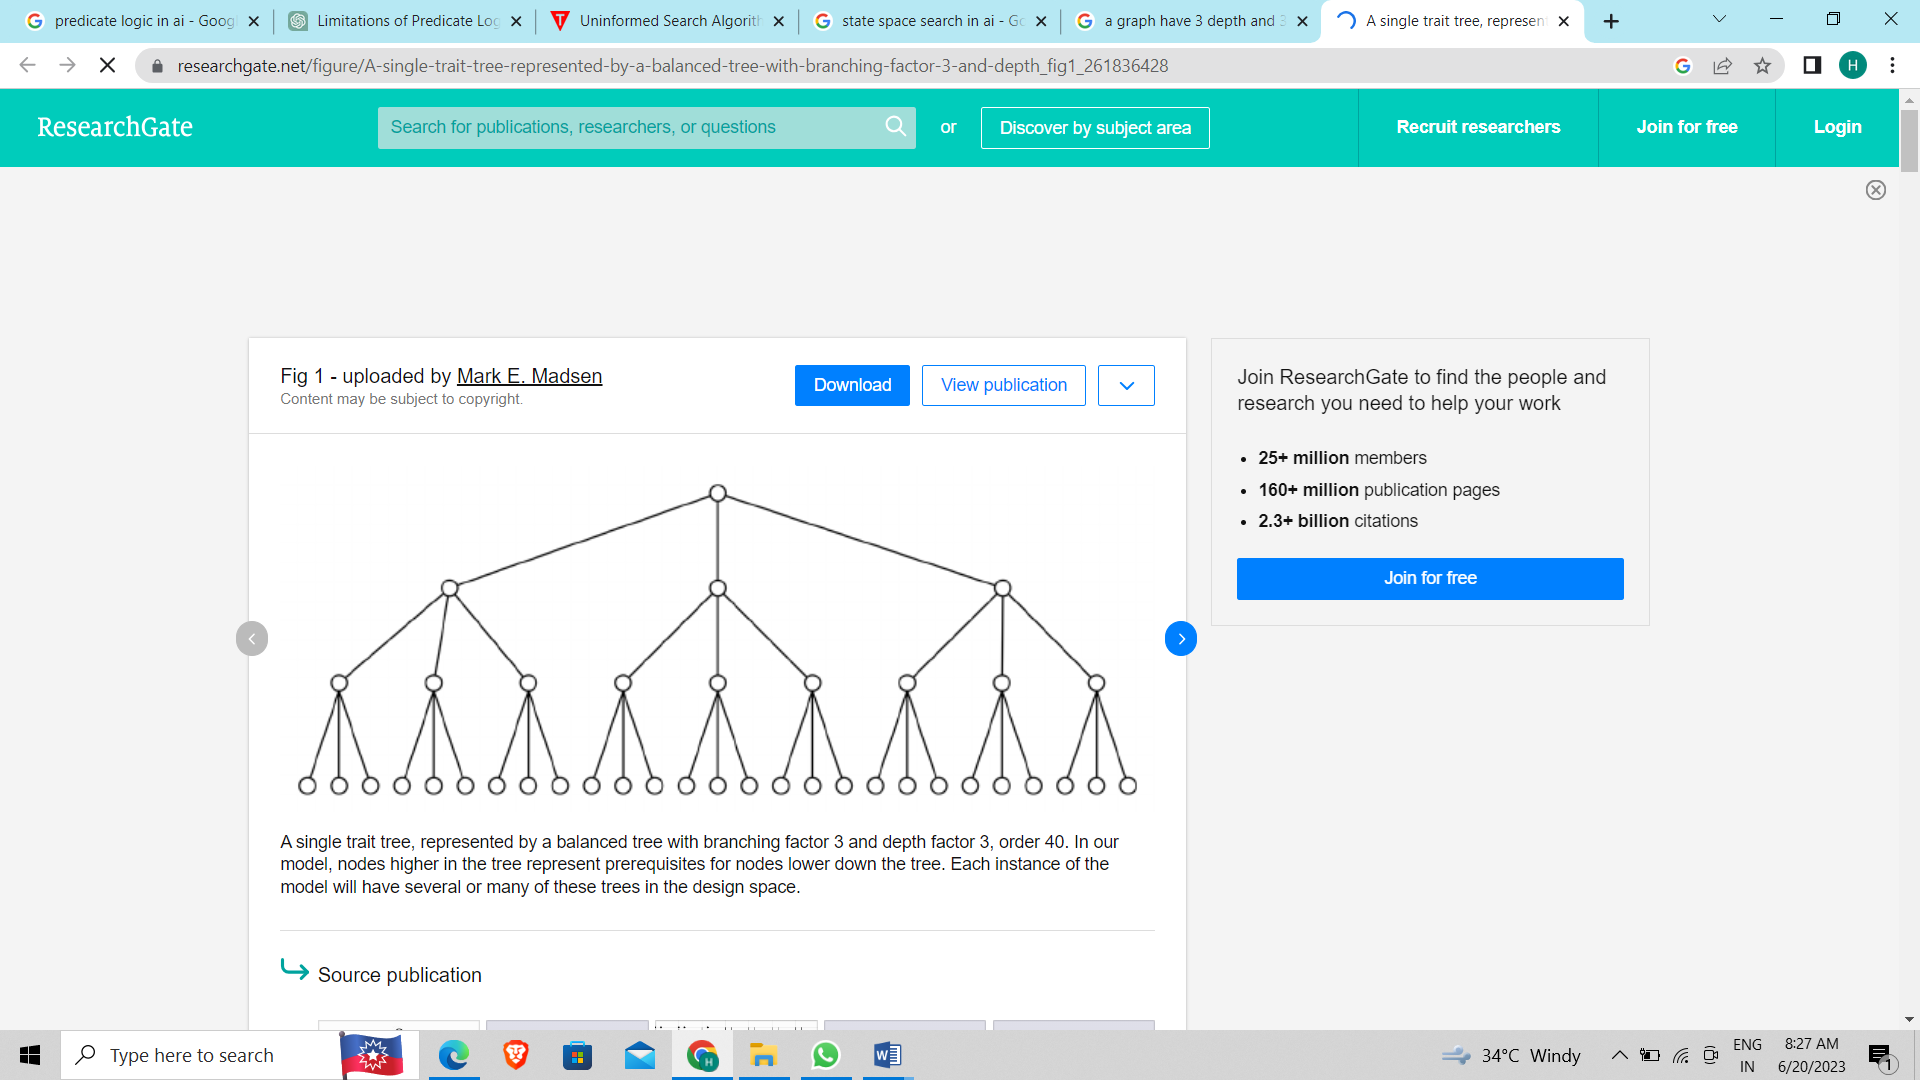 predicate logic in ai - Goog
Limitations of Predicate Log
Uninformed Search Algorith
state space search in ai - Go
a graph have 3 depth and 3
A single trait tree, represen
researchgate.net/figure/A-single-trait-tree-represented-by-a-balanced-tree-with-branching-factor-3-and-depth_fig1_261836428
H
ResearchGate
Search for publications, researchers, or questions
or
Discover by subject area
Recruit researchers
Join for free
Login
Fig 1 - uploaded by Mark E. Madsen
Content may be subject to copyright.
Download
View publication
A single trait tree, represented by a balanced tree with branching factor 3 and depth factor 3, order 40. In our
model, nodes higher in the tree represent prerequisites for nodes lower down the tree. Each instance of the
model will have several or many of these trees in the design space.
Source publication
Join ResearchGate to find the people and
research you need to help your work
25+ million members
160+ million publication pages
2.3+ billion citations
Join for free
Type here to search
34°C Windy
ENG
IN
8:27 AM
6/20/2023
1